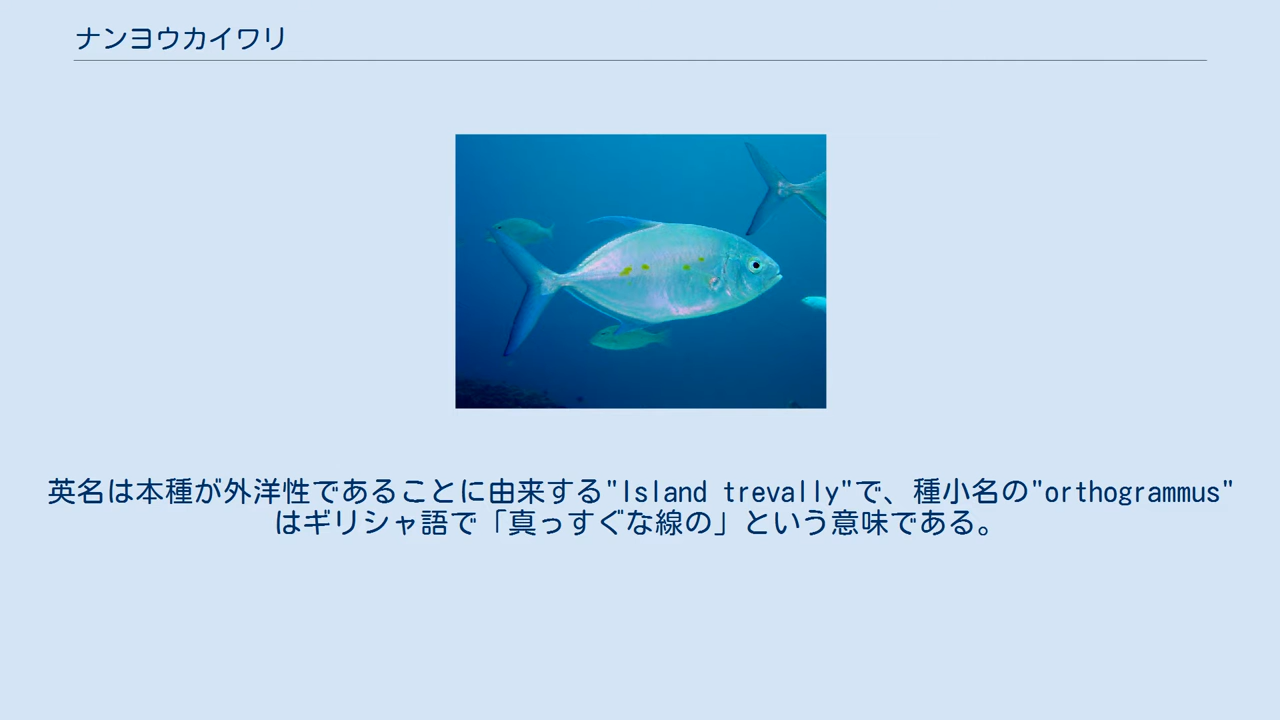 ナンヨウカイワリ
英名は本種が外洋性であることに由来する"Island trevally"で、種小名の"orthogrammus"
はギリシャ語で「真っすぐな線の」という意味である。